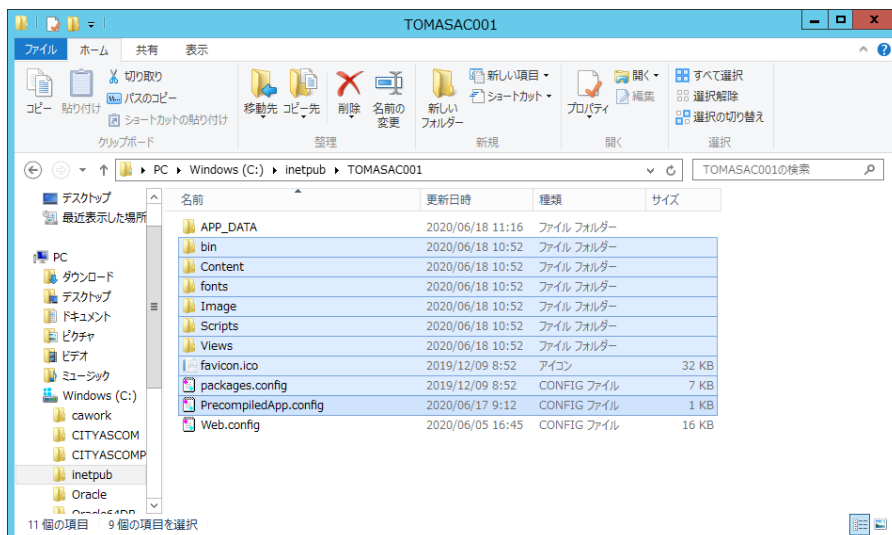 TOMASAC001
ファイル ホーム 共有 表示
コピー 貼り付け 切り取り パスのコピー ショートカットの貼り付け
移動先 コピー先 削除 名前の変更
新しいフォルダー 新しい項目 ショートカット
プロパティ 開く 編集
すべて選択 選択解除 選択の切り替え
クリップボード 整理 新規 開く 選択
PC Windows (C:) inetpub TOMASAC001 TOMASAC001の検索
デスクトップ
最近表示した場所
PC
ダウンロード
デスクトップ
ドキュメント
ピクチャ
ビデオ
ミュージック
Windows (C:)
cawork
CITYASCOM
CITYASCOMP
inetpub
Oracle
Oracle64DB
名前 更新日時 種類 サイズ
APP_DATA 2020/06/18 11:16 ファイル フォルダー
bin 2020/06/18 10:52 ファイル フォルダー
Content 2020/06/18 10:52 ファイル フォルダー
fonts 2020/06/18 10:52 ファイル フォルダー
Image 2020/06/18 10:52 ファイル フォルダー
Scripts 2020/06/18 10:52 ファイル フォルダー
Views 2020/06/18 10:52 ファイル フォルダー
favicon.ico 2019/12/09 8:52 アイコン 32 KB
packages.config 2019/12/09 8:52 CONFIG ファイル 7 KB
PrecompiledApp.config 2020/06/17 9:12 CONFIG ファイル 1 KB
Web.config 2020/06/05 16:45 CONFIG ファイル 16 KB
11 個の項目 9 個の項目を選択